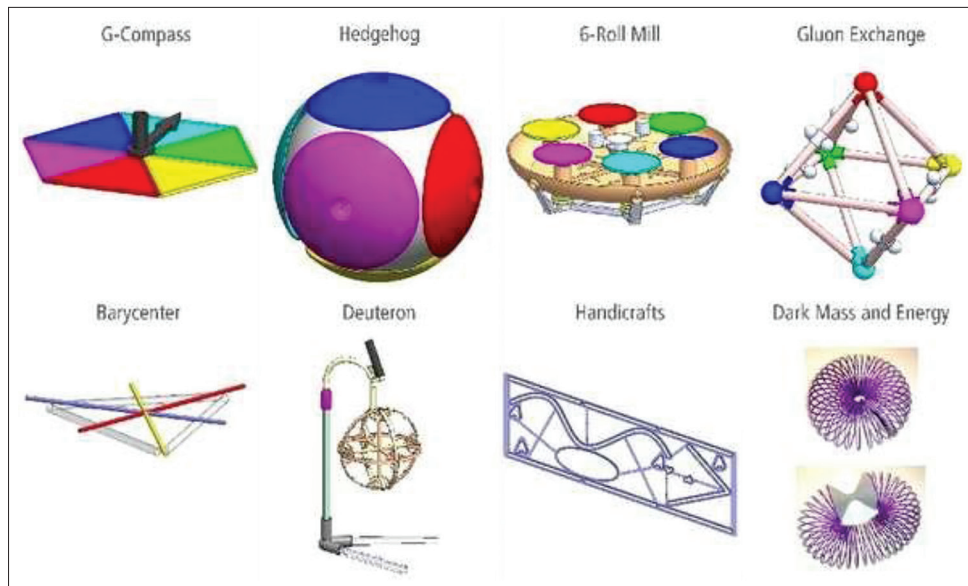 G-Compass
Hedgehog
6-Roll Mill
Gluon Exchange
Barycenter
Deuteron
Handicrafts
Dark Mass and Energy